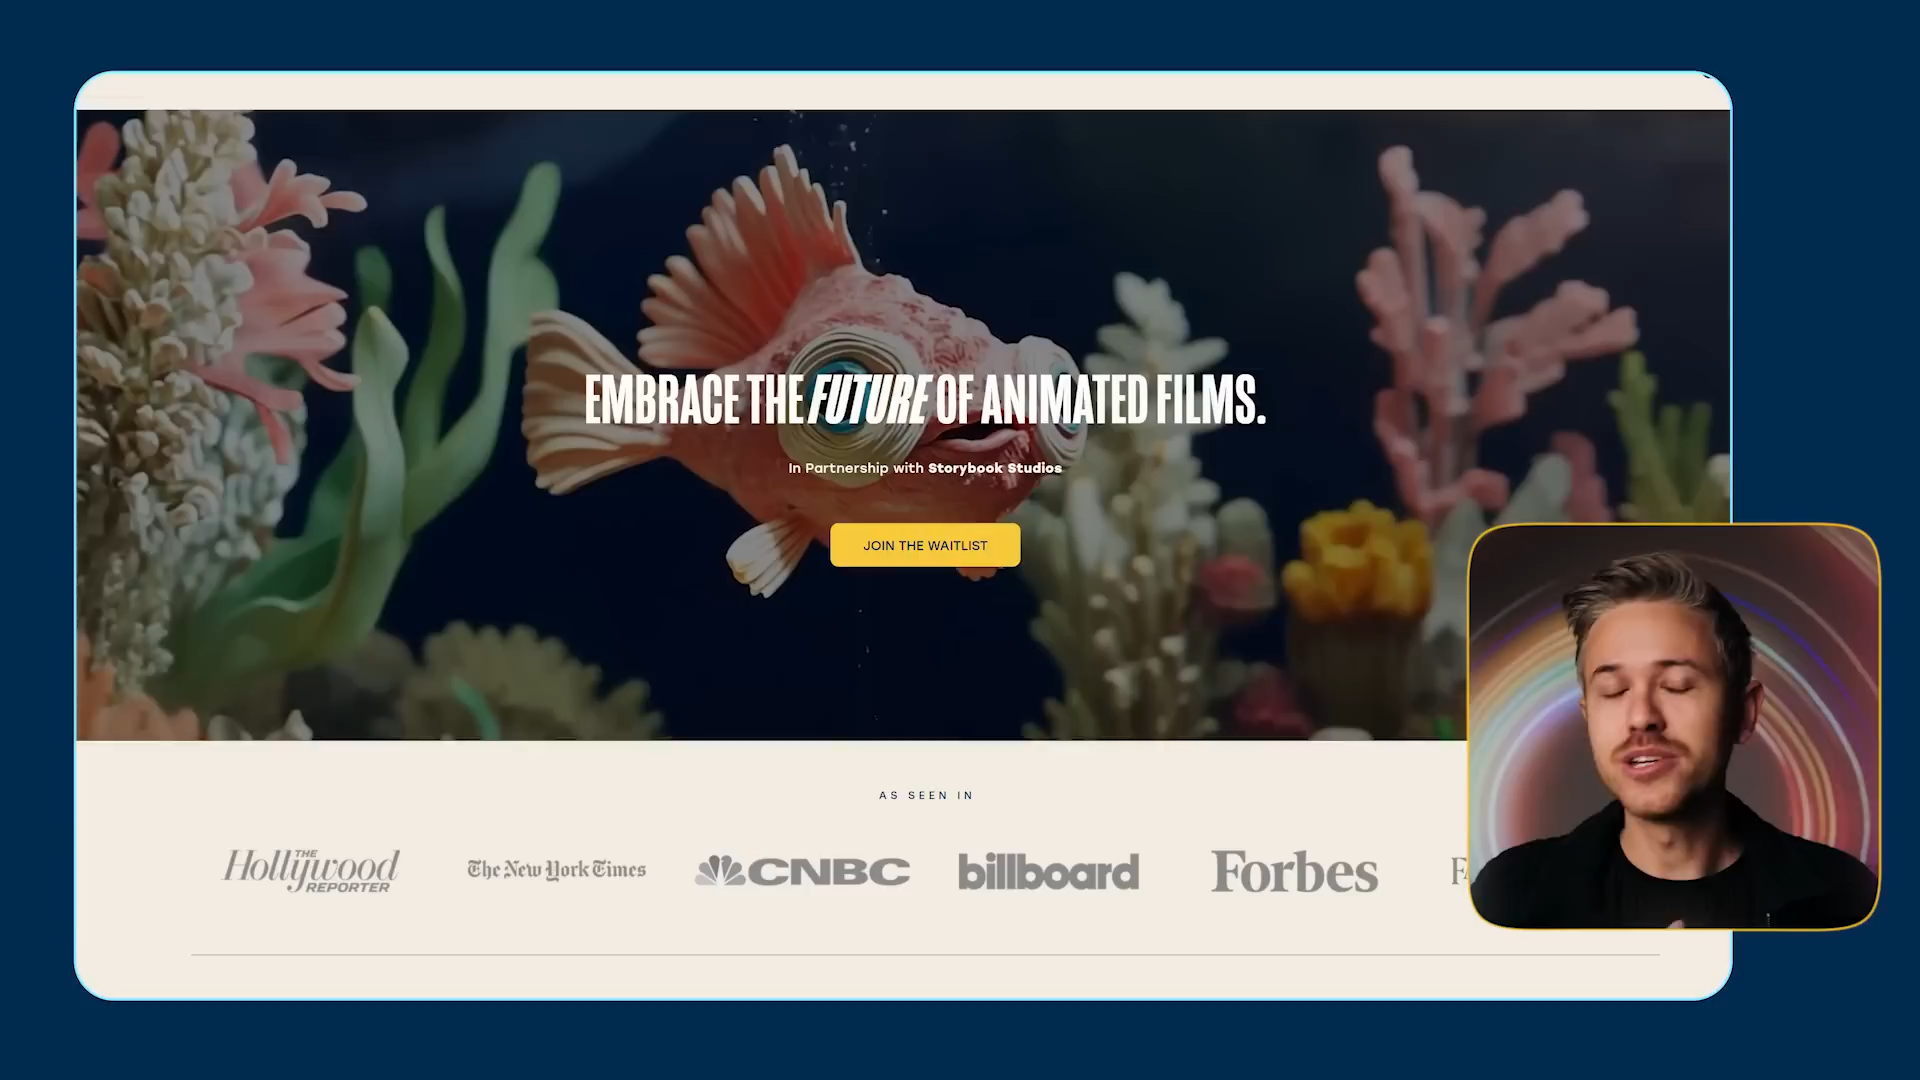 EMBRACE THE FUTURE OF ANIMATED FILMS.
In Partnership with Storybook Studios
JOIN THE WAITLIST
AS SEEN IN
The Hollywood REPORTER
The New York Times
CNBC
billboard
Forbes